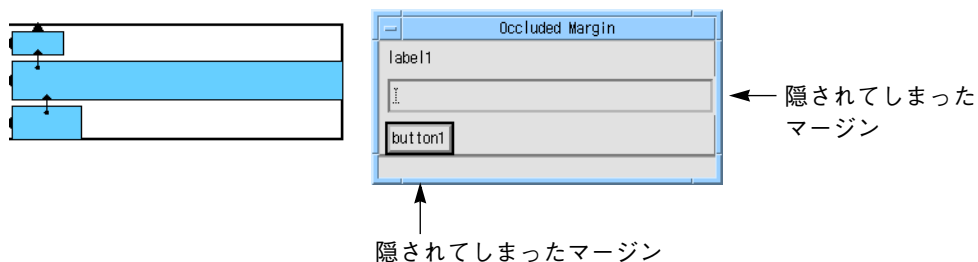 Occluded Margin
label1
button1
隠されてしまった
マージン
隠されてしまったマージン